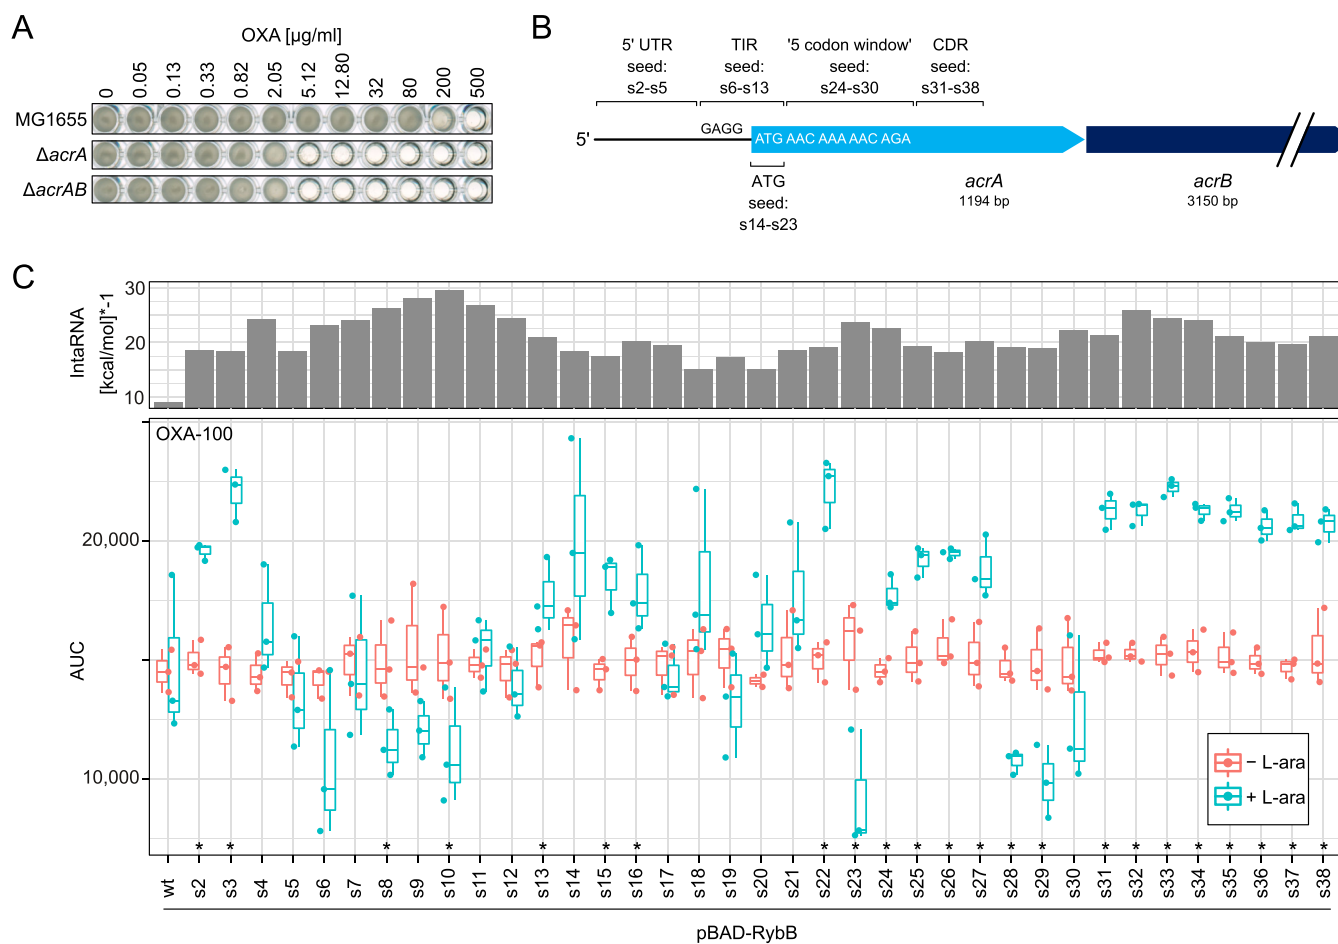 A
OXA [µg/ml]
0 0.05 0.13 0.33 0.82 2.05 5.12 12.80 32 80 200 500
MG1655
ΔacrA
ΔacrAB
B
5' UTR TIR '5 codon window' CDR
seed: seed: seed: seed:
s2-s5 s6-s13 s24-s30 s31-s38
5' GAGG ATG AAC AAA AAC AGA
ATG
seed:
s14-s23
acrA acrB
1194 bp 3150 bp
C
IntaRNA
[kcal/mol]*-1
30
20
10
OXA-100
AUC
20,000
10,000
− L-ara
+ L-ara
* * * * * * * * * * * * * * * * * * * * * *
wt s2 s3 s4 s5 s6 s7 s8 s9 s10 s11 s12 s13 s14 s15 s16 s17 s18 s19 s20 s21 s22 s23 s24 s25 s26 s27 s28 s29 s30 s31 s32 s33 s34 s35 s36 s37 s38
pBAD-RybB